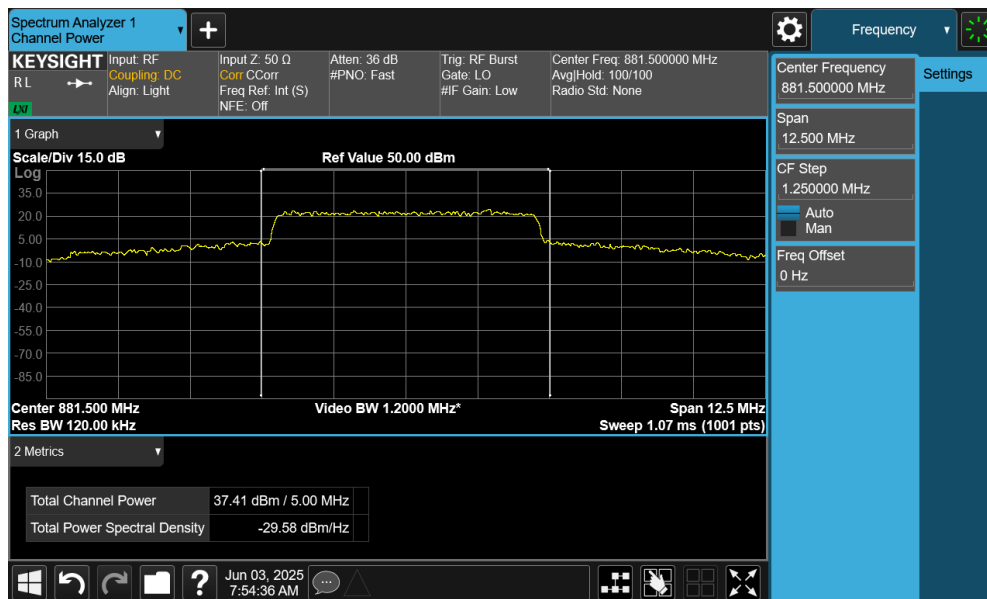 Spectrum Analyzer 1
Channel Power
Frequency
KEYSIGHT
R L
LXI
Input: RF
Coupling: DC
Align: Light
Input Z: 50 Ω
Corr CCorr
Freq Ref: Int (S)
NFE: Off
Atten: 36 dB
#PNO: Fast
Trig: RF Burst
Gate: LO
#IF Gain: Low
Center Freq: 881.500000 MHz
Avg|Hold: 100/100
Radio Std: None
Center Frequency
881.500000 MHz
Settings
Span
12.500 MHz
CF Step
1.250000 MHz
Auto
Man
Freq Offset
0 Hz
1 Graph
Scale/Div 15.0 dB
Ref Value 50.00 dBm
Log
35.0
20.0
5.00
-10.0
-25.0
-40.0
-55.0
-70.0
-85.0
Center 881.500 MHz
Video BW 1.2000 MHz*
Span 12.5 MHz
Res BW 120.00 kHz
Sweep 1.07 ms (1001 pts)
2 Metrics
Total Channel Power 37.41 dBm / 5.00 MHz
Total Power Spectral Density -29.58 dBm/Hz
Jun 03, 2025
7:54:36 AM